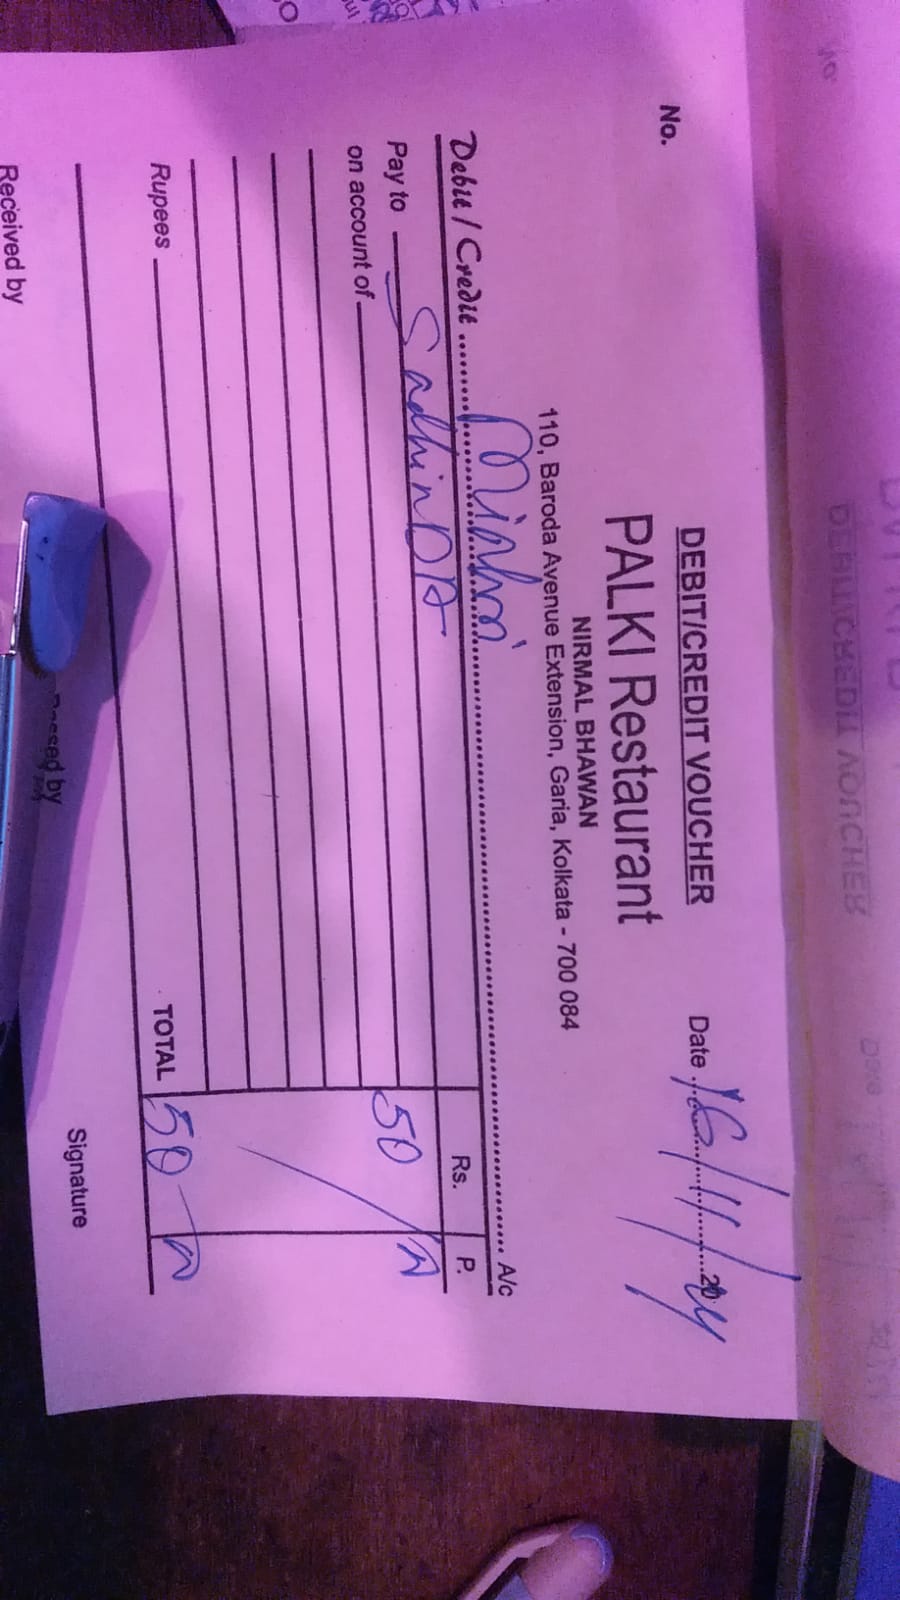 DEBIT/CREDIT VOUCHER
No.
Date 16/11/2024
PALKI Restaurant
NIRMAL BHAWAN
110, Baroda Avenue Extension, Garia, Kolkata - 700 084
Debit / Credit A/c
Rs. P.
Pay to Sadhin DA 50/
on account of
Rupees TOTAL 50
Received by
Passed by
Signature